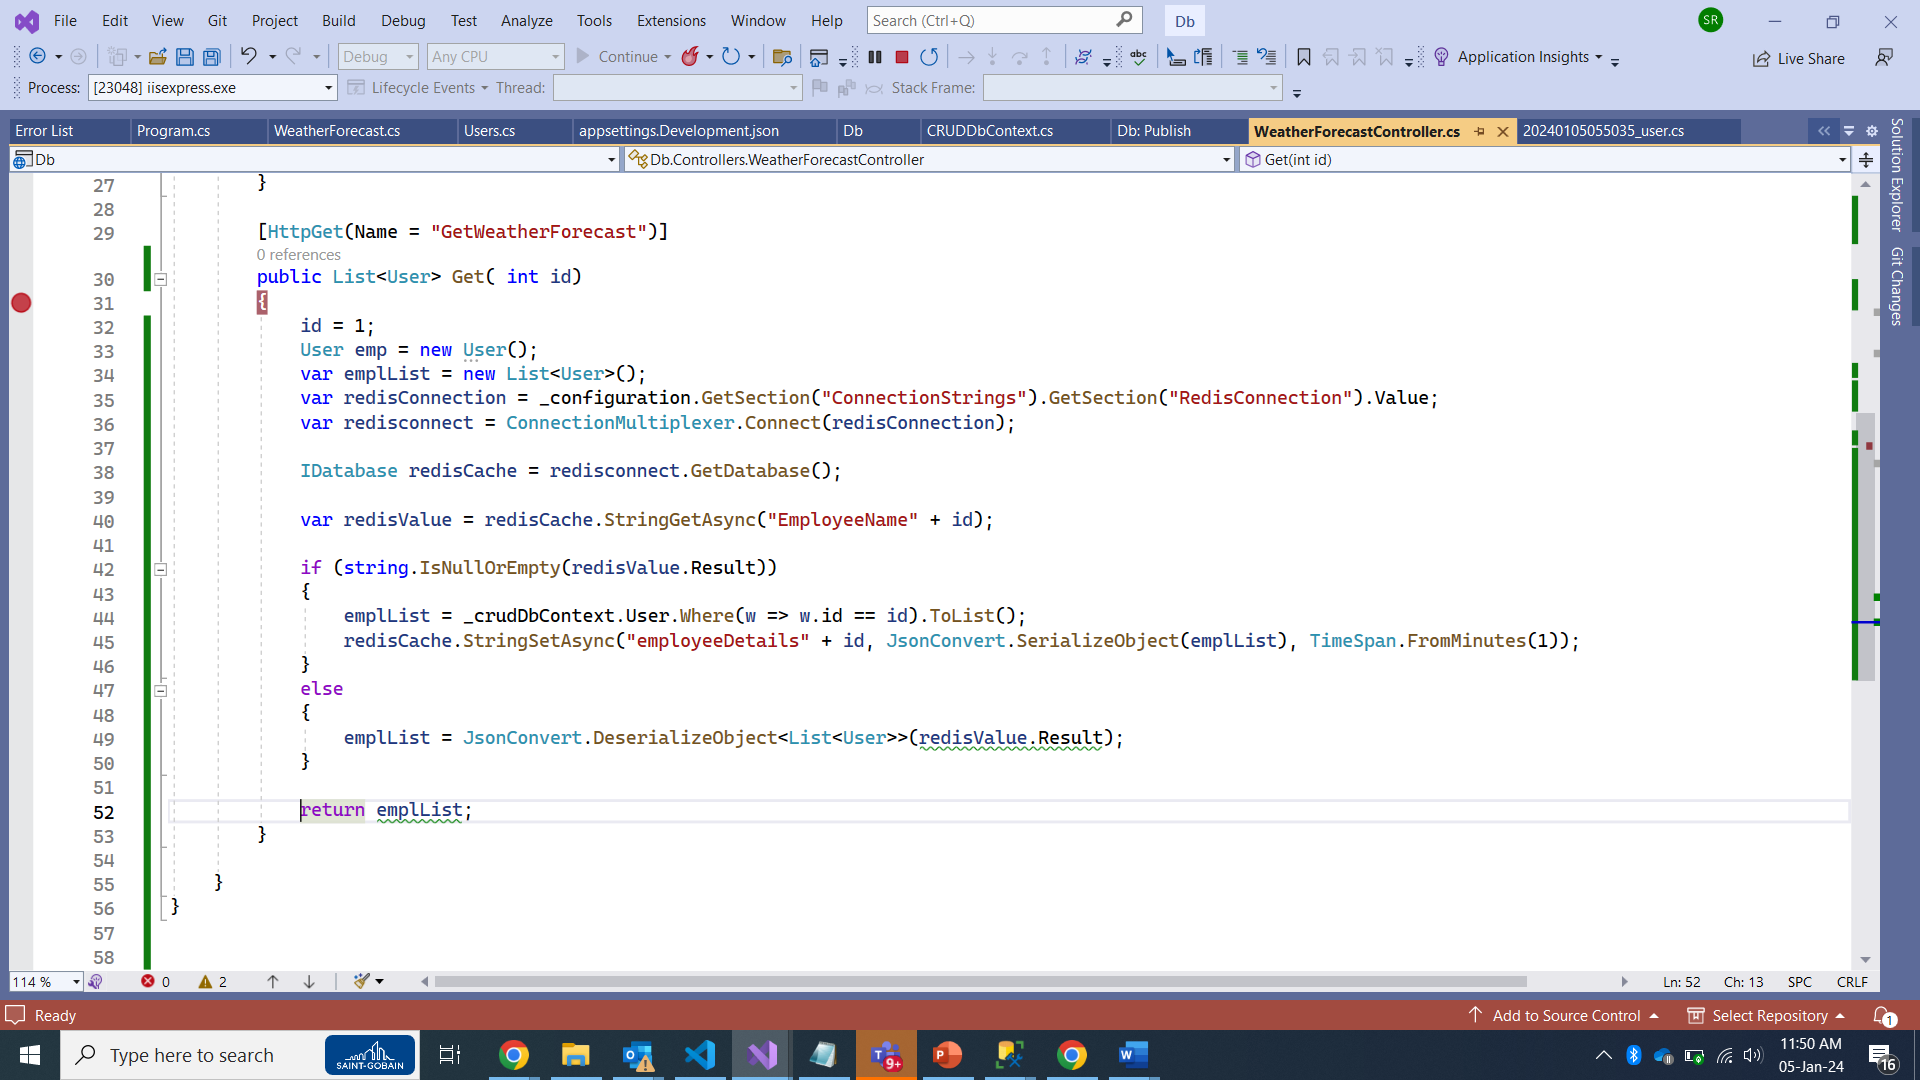 File Edit View Git Project Build Debug Test Analyze Tools Extensions Window Help Search (Ctrl+Q) Db SR
Debug Any CPU Continue Application Insights Live Share
Process: [23048] iisexpress.exe Lifecycle Events Thread: Stack Frame:
Error List Program.cs WeatherForecast.cs Users.cs appsettings.Development.json Db CRUDDbContext.cs Db: Publish WeatherForecastController.cs 20240105055035_user.cs
Db Db.Controllers.WeatherForecastController Get(int id)
Solution Explorer
Git Changes
27 }
28
29 [HttpGet(Name = "GetWeatherForecast")]
0 references
30 public List<User> Get( int id)
31 {
32 id = 1;
33 User emp = new User();
34 var emplList = new List<User>();
35 var redisConnection = _configuration.GetSection("ConnectionStrings").GetSection("RedisConnection").Value;
36 var redisconnect = ConnectionMultiplexer.Connect(redisConnection);
37
38 IDatabase redisCache = redisconnect.GetDatabase();
39
40 var redisValue = redisCache.StringGetAsync("EmployeeName" + id);
41
42 if (string.IsNullOrEmpty(redisValue.Result))
43 {
44 emplList = _crudDbContext.User.Where(w => w.id == id).ToList();
45 redisCache.StringSetAsync("employeeDetails" + id, JsonConvert.SerializeObject(emplList), TimeSpan.FromMinutes(1));
46 }
47 else
48 {
49 emplList = JsonConvert.DeserializeObject<List<User>>(redisValue.Result);
50 }
51
52 return emplList;
53 }
54
55 }
56 }
57
58
114 % 0 2 Ln: 52 Ch: 13 SPC CRLF
Ready Add to Source Control Select Repository 1
Type here to search SAINT-GOBAIN 9+ 11:50 AM
05-Jan-24 16